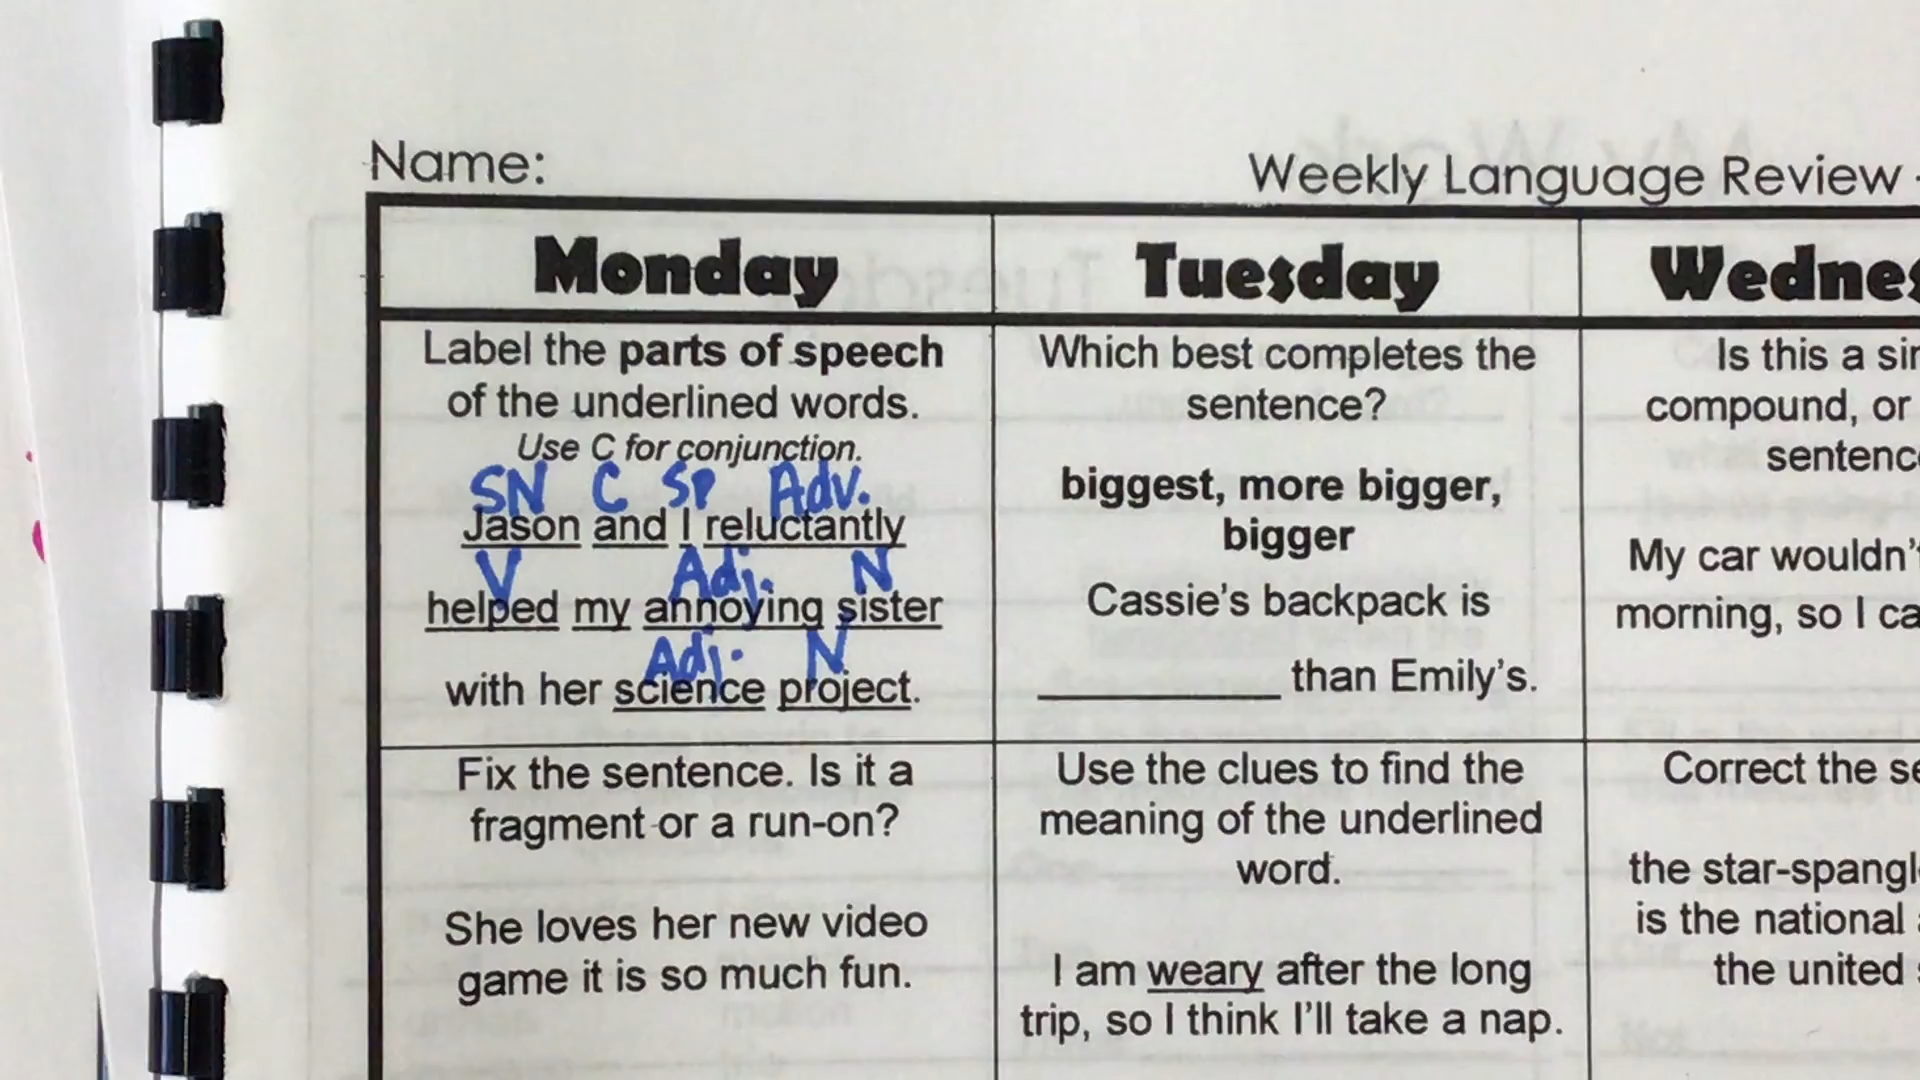 Name:
Weekly Language Review -
Monday
Label the parts of speech
of the underlined words.
Use C for conjunction.
SN C SP Adv.
Jason and I reluctantly
V Adj. N
helped my annoying sister
Adj. N
with her science project.
Fix the sentence. Is it a
fragment or a run-on?
She loves her new video
game it is so much fun.
Tuesday
Which best completes the
sentence?
biggest, more bigger,
bigger
Cassie's backpack is
__________ than Emily's.
Use the clues to find the
meaning of the underlined
word.
I am weary after the long
trip, so I think I'll take a nap.
Wednes
Is this a
compound, or
sentenc
My car wouldn'
morning, so I ca
Correct the se
the star-spangl
is the national
the united